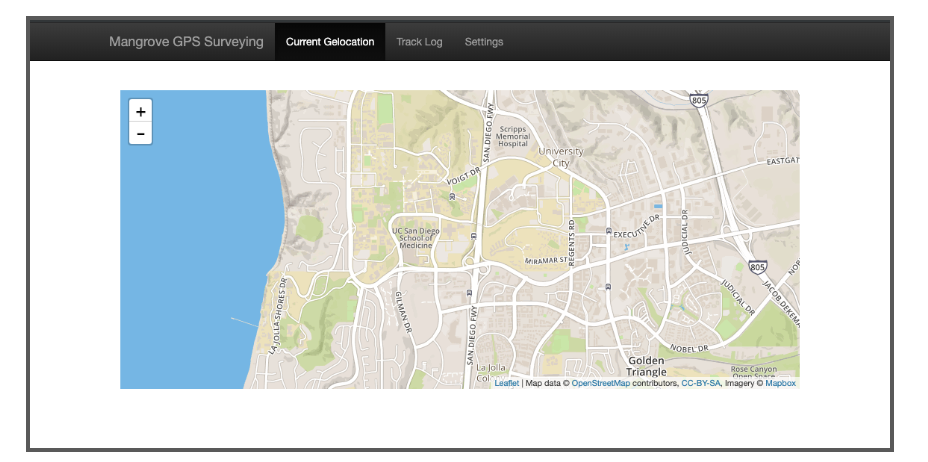 Mangrove GPS Surveying Current Gelocation Track Log Settings
+
-
805
Scripps
Memorial
Hospital
University
City
SAN DIEGO FWY
EASTGAT
VOIGT DR
UC San Diego
School of
Medicine
REGENTS RD
EXECUTIVE DR
JUDICIAL DR
MIRAMAR ST
805
NOR
LA JOLLA SHORES DR
GILMAN DR
SAN DIEGO FWY
JUDICIAL DR
JACOB DEKEMA
NOBEL DR
Golden
Triangle
La Jolla
Col
Rose Canyon
Open Space
Leaflet | Map data © OpenStreetMap contributors, CC-BY-SA, Imagery © Mapbox